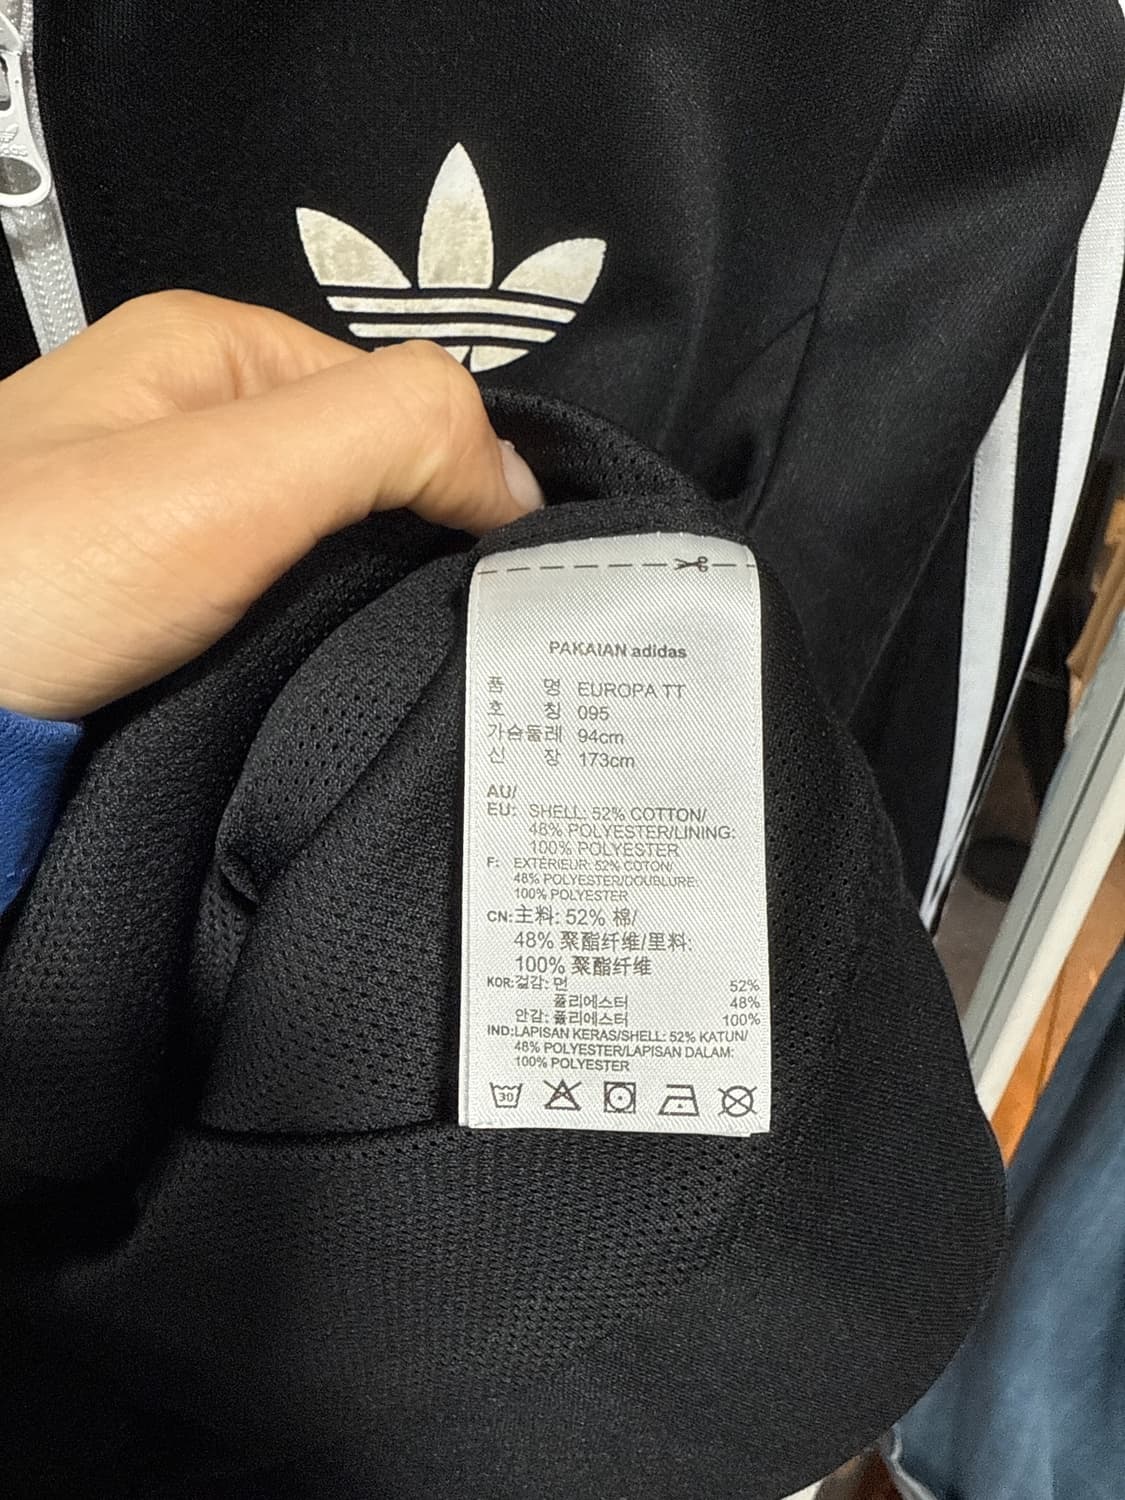 PAKAIAN adidas
품 명 EUROPA TT
호 칭 095
가슴둘레 94cm
신 장 173cm
AU/
EU: SHELL: 52% COTTON/
48% POLYESTER/LINING:
100% POLYESTER
F: EXTÉRIEUR: 52% COTON/
48% POLYESTER/DOUBLURE:
100% POLYESTER
CN:主料: 52% 棉/
48% 聚酯纤维/里料:
100% 聚酯纤维
KOR:겉감: 면 52%
폴리에스터 48%
안감: 폴리에스터 100%
IND:LAPISAN KERAS/SHELL: 52% KATUN/
48% POLYESTER/LAPISAN DALAM:
100% POLYESTER
30